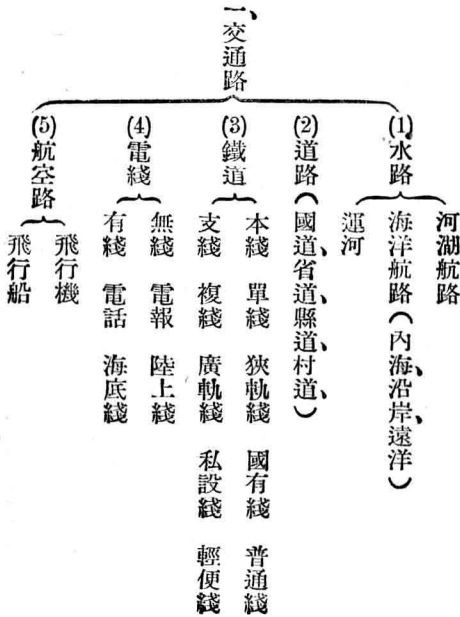 一、交通路
(1)水路
河湖航路
海洋航路(內海、沿岸、遠洋)
運河
(2)道路(國道、省道、縣道、村道、)
(3)鐵道
本綫 單綫 狹軌綫 國有綫 普通綫
支綫 複綫 廣軌綫 私設綫 輕便綫
(4)電綫
無綫 電報 陸上綫
有綫 電話 海底綫
(5)航空路
飛行機
飛行船